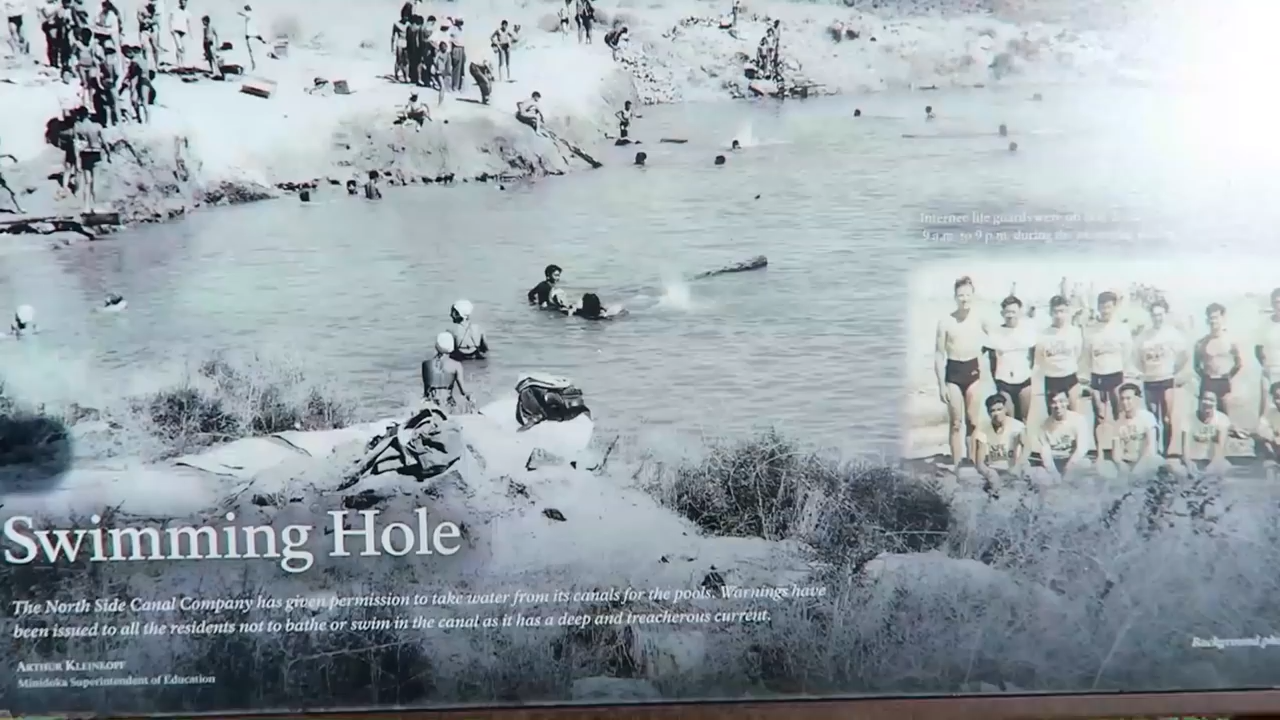 Internee life guards were on
9 a.m. to 9 p.m. during the
Swimming Hole
The North Side Canal Company has given permission to take water from its canals for the pools. Warnings have
been issued to all the residents not to bathe or swim in the canal as it has a deep and treacherous current.
ARTHUR KLEINKOPF
Minidoka Superintendent of Education
Background